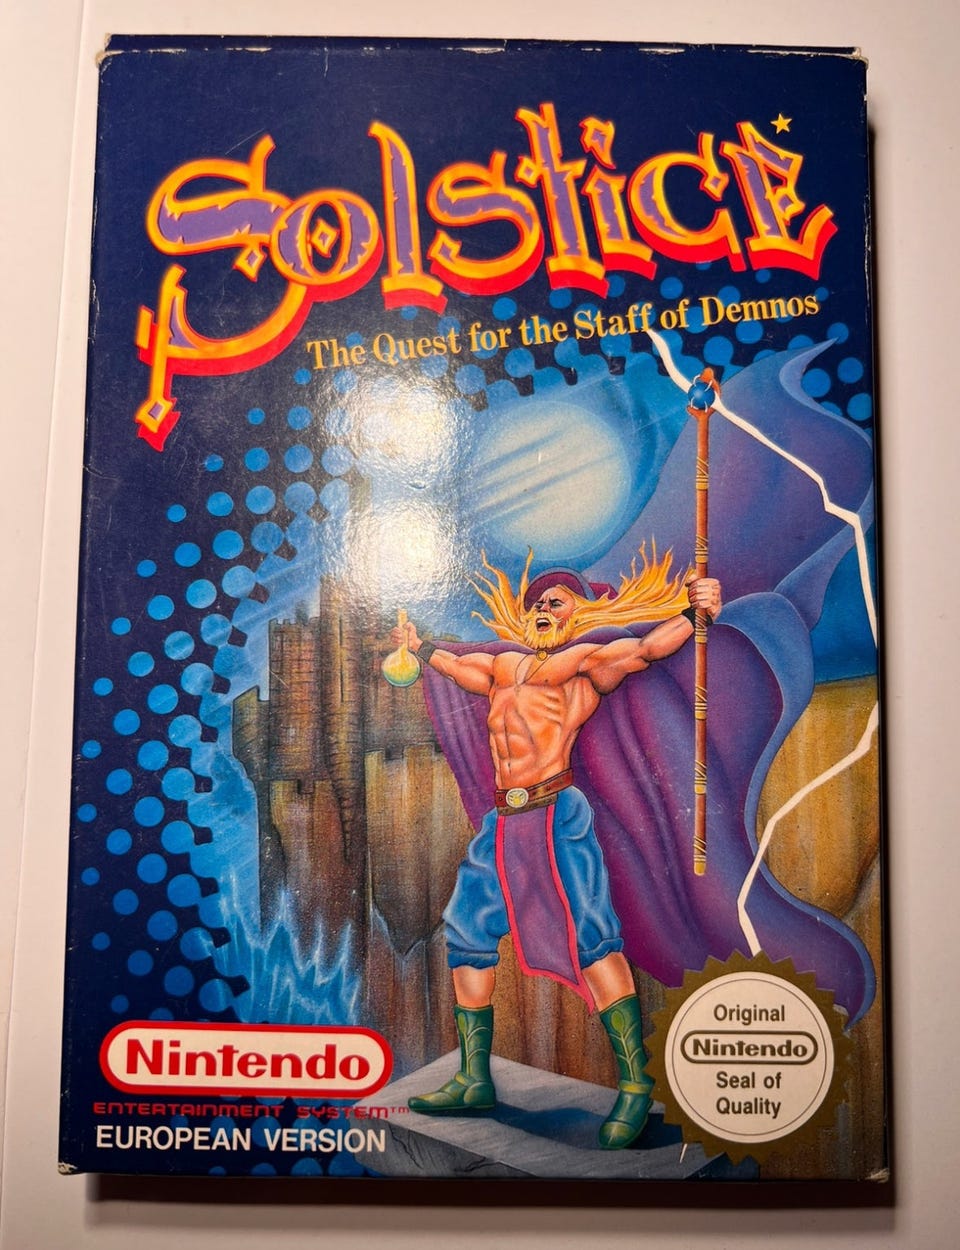 Solstice
The Quest for the Staff of Demnos
Nintendo
ENTERTAINMENT SYSTEM™
EUROPEAN VERSION
Original
Nintendo
Seal of
Quality